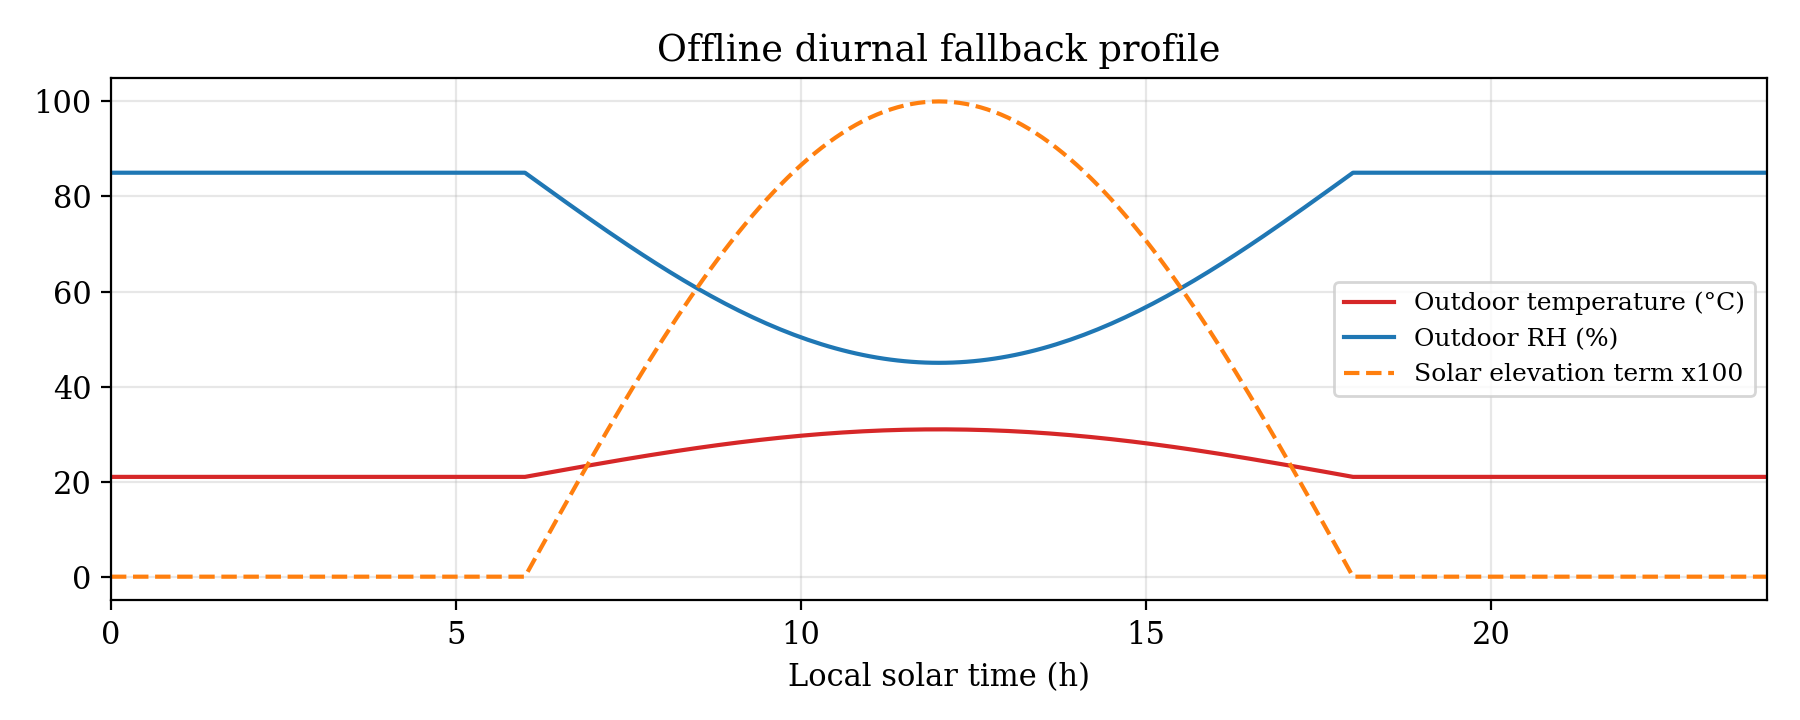 Offline diurnal fallback profile
100
80
60
40
20
0
Outdoor temperature (°C)
Outdoor RH (%)
Solar elevation term x100
0 5 10 15 20
Local solar time (h)